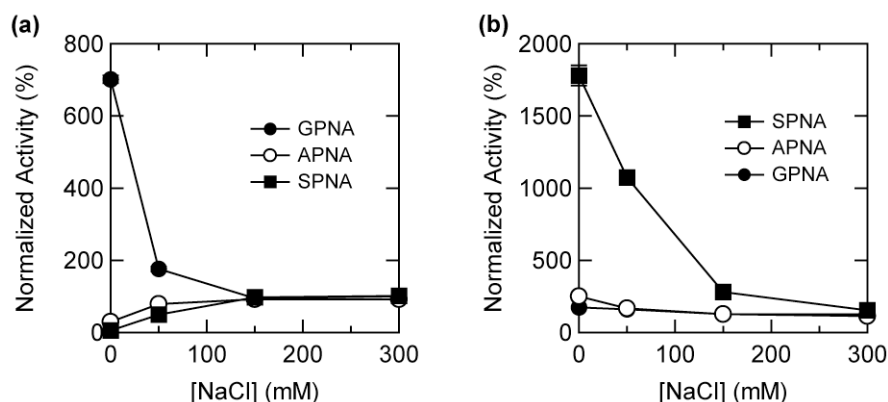 (a)
800
600
400
200
0
Normalized Activity (%)
GPNA
APNA
SPNA
0 100 200 300
[NaCl] (mM)
(b)
2000
1500
1000
500
0
Normalized Activity (%)
SPNA
APNA
GPNA
0 100 200 300
[NaCl] (mM)